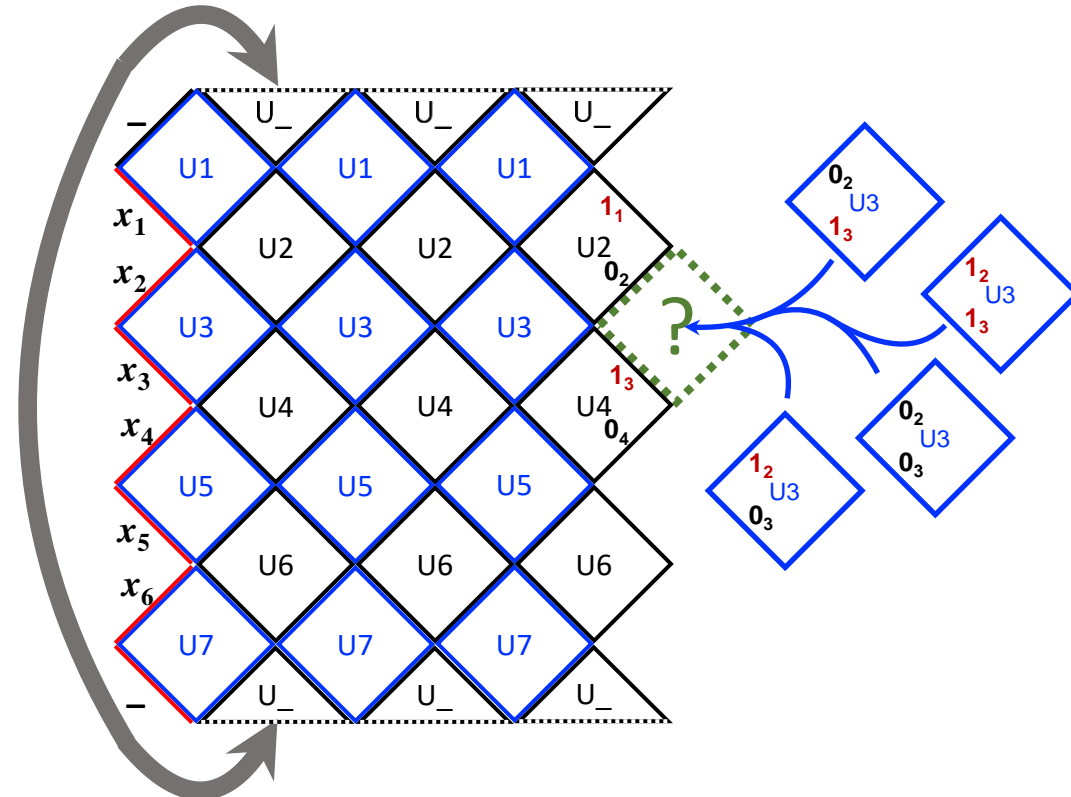 U_ U_ U_
–
U1 U1 U1
x₁
1₁
U2 U2 U2
x₂
0₂
U3 U3 U3
?
x₃
1₃
U4 U4 U4
x₄
0₄
U5 U5 U5
x₅
U6 U6 U6
x₆
U7 U7 U7
–
U_ U_ U_
0₂
U3
1₃
1₂
U3
1₃
0₂
U3
0₃
1₂
U3
0₃